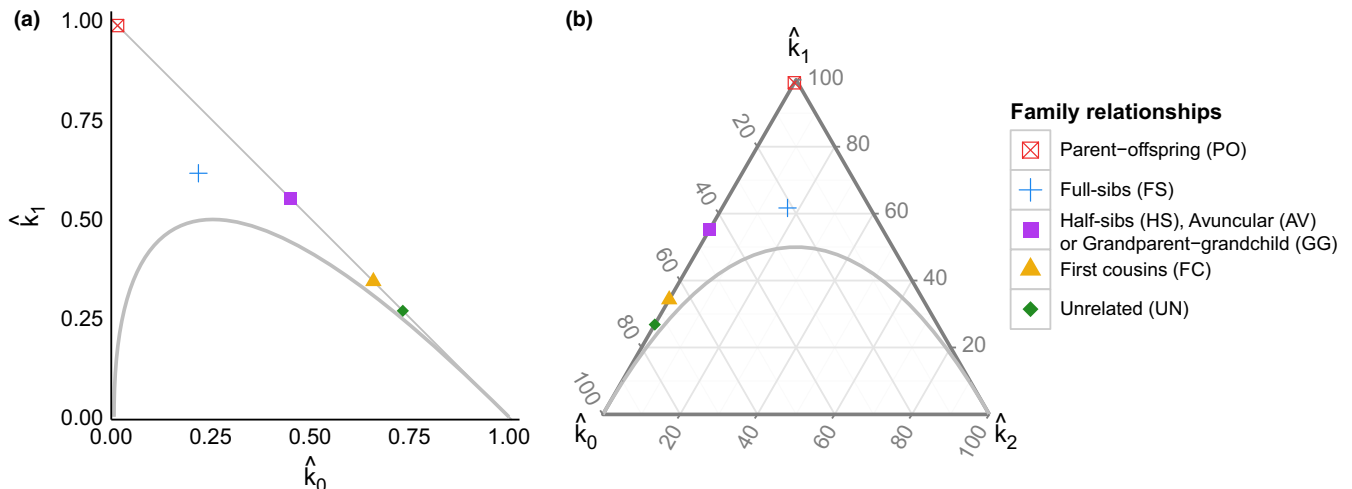 (a)
1.00
0.75
0.50
0.25
0.00
k̂1
0.00 0.25 0.50 0.75 1.00
k̂0
(b)
k̂1
100
80
60
40
20
20
40
60
80
100
k̂0
20 40 60 80 100
k̂2
Family relationships
Parent−offspring (PO)
Full−sibs (FS)
Half−sibs (HS), Avuncular (AV)
or Grandparent−grandchild (GG)
First cousins (FC)
Unrelated (UN)